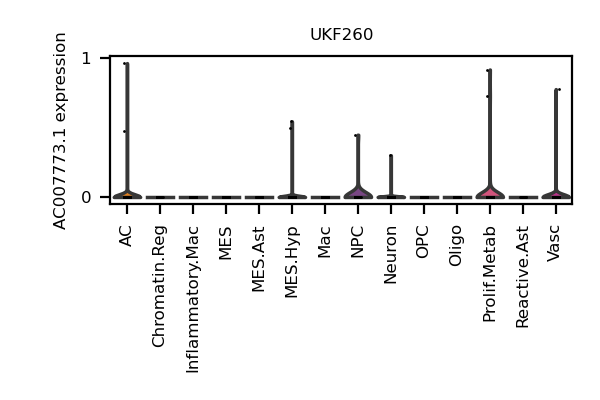 UKF260
AC007773.1 expression
1
0
AC
Chromatin.Reg
Inflammatory.Mac
MES
MES.Ast
MES.Hyp
Mac
NPC
Neuron
OPC
Oligo
Prolif.Metab
Reactive.Ast
Vasc